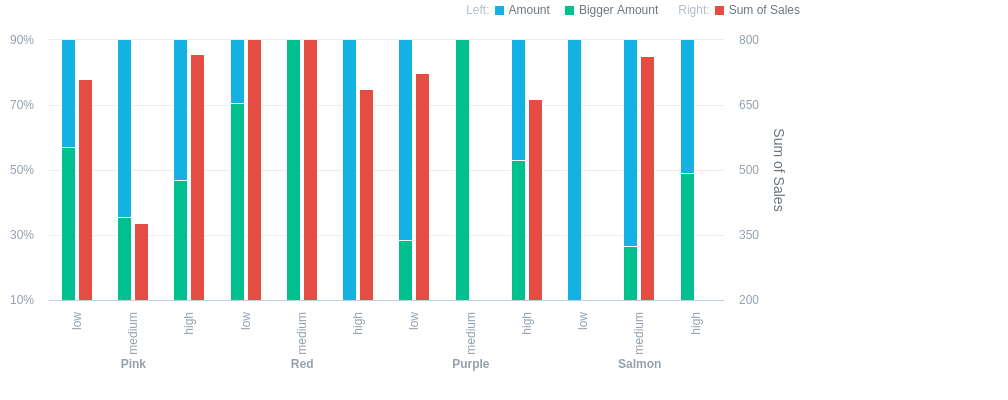 Left: Amount Bigger Amount Right: Sum of Sales
90% 800
70% 650
50% 500
30% 350
10% 200
Sum of Sales
low medium high low medium high low medium high low medium high
Pink Red Purple Salmon